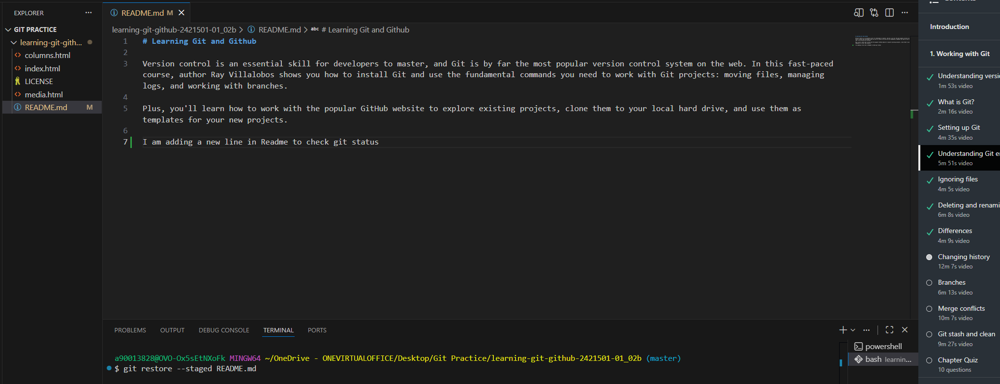 EXPLORER
GIT PRACTICE
learning-git-gith...
columns.html
index.html
LICENSE
media.html
README.md M
README.md M
learning-git-github-2421501-01_02b > README.md > abc # Learning Git and Github
1 # Learning Git and Github
2
3 Version control is an essential skill for developers to master, and Git is by far the most popular version control system on the web. In this fast-paced
course, author Ray Villalobos shows you how to install Git and use the fundamental commands you need to work with Git projects: moving files, managing
logs, and working with branches.
4
5 Plus, you'll learn how to work with the popular GitHub website to explore existing projects, clone them to your local hard drive, and use them as
templates for your new projects.
6
7 I am adding a new line in Readme to check git status
PROBLEMS OUTPUT DEBUG CONSOLE TERMINAL PORTS
a90013828@OVO-Ox5sEtNXoFk MINGW64 ~/OneDrive - ONEVIRTUALOFFICE/Desktop/Git Practice/learning-git-github-2421501-01_02b (master)
$ git restore --staged README.md
powershell
bash learnin...
Introduction
1. Working with Git
Understanding versi
1m 53s video
What is Git?
2m 16s video
Setting up Git
4m 35s video
Understanding Git e
5m 51s video
Ignoring files
4m 5s video
Deleting and renami
6m 8s video
Differences
4m 9s video
Changing history
12m 7s video
Branches
6m 13s video
Merge conflicts
10m 7s video
Git stash and clean
9m 27s video
Chapter Quiz
10 questions